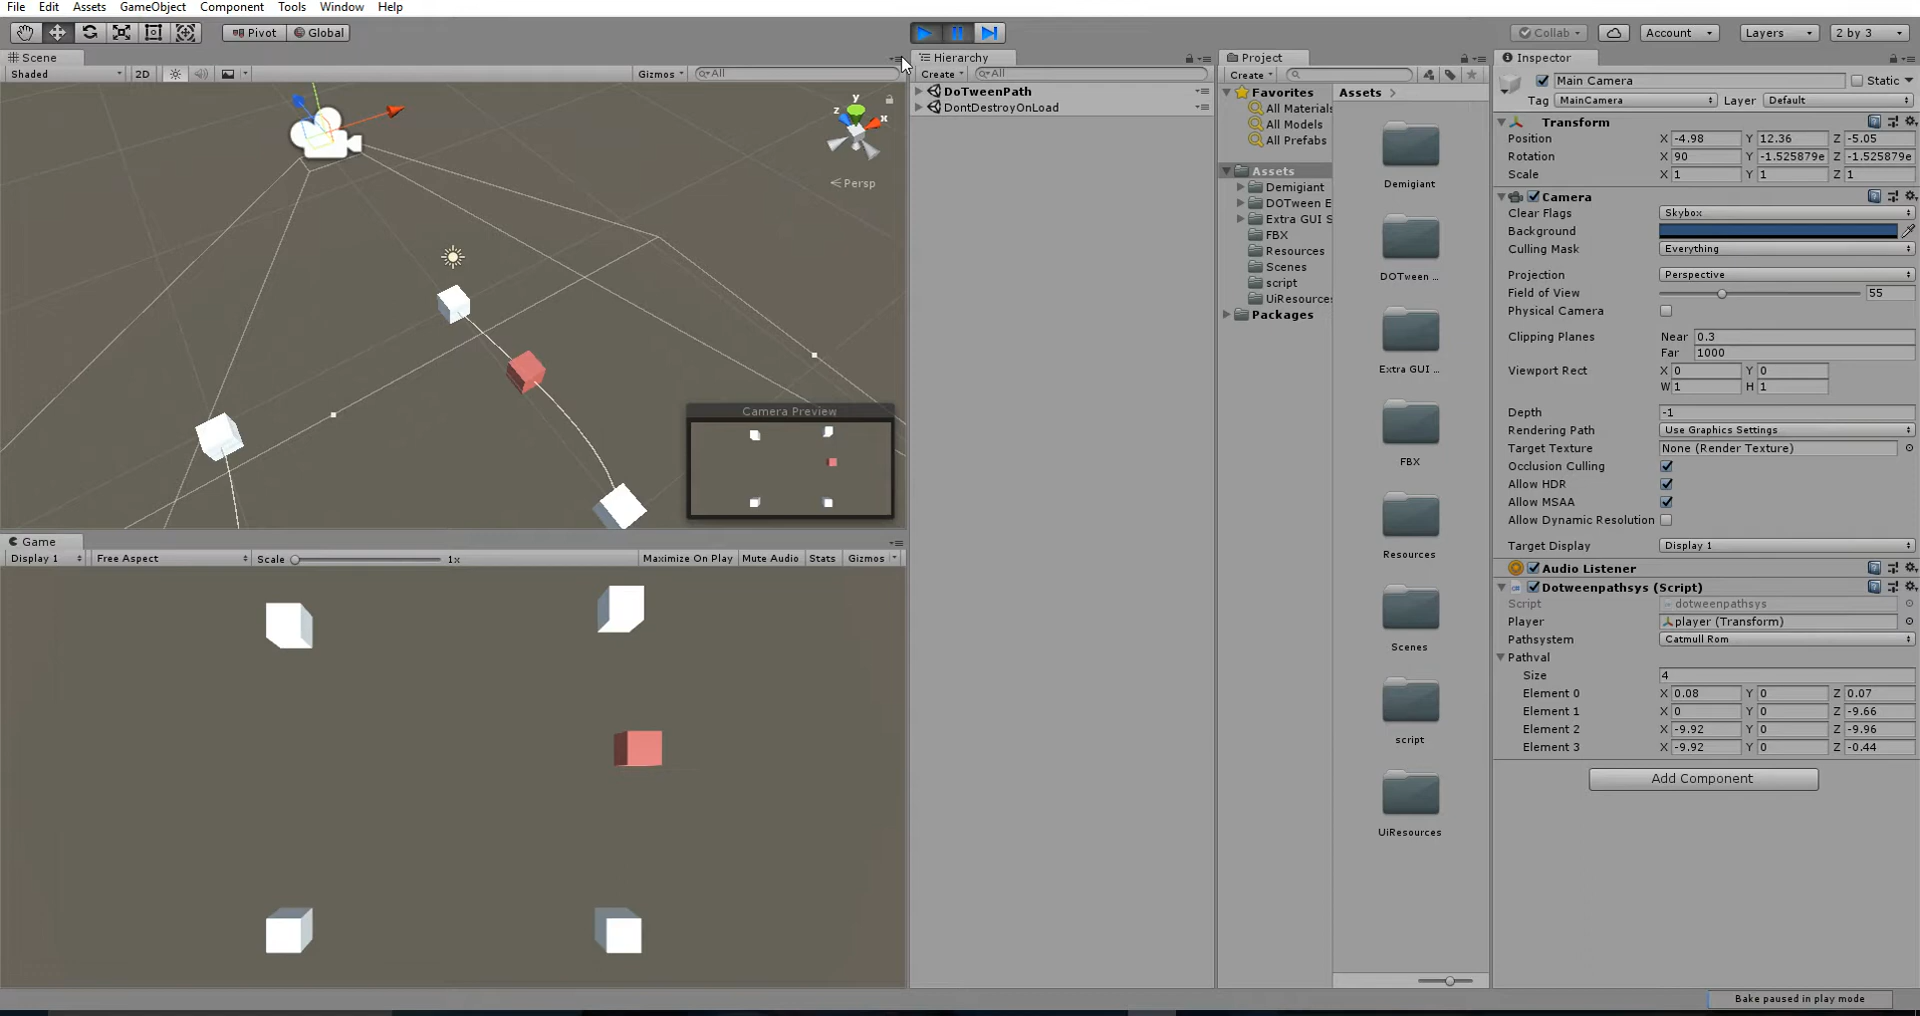 File Edit Assets GameObject Component Tools Window Help
Pivot Global
Collab Account Layers 2 by 3
Scene
Shaded 2D Gizmos All
y
x
z
Persp
Camera Preview
Game
Display 1 Free Aspect Scale 1x Maximize On Play Mute Audio Stats Gizmos
Hierarchy
Create All
DoTweenPath
DontDestroyOnLoad
Project
Create
Favorites
All Materials
All Models
All Prefabs
Assets
Demigiant
DOTween E
Extra GUI S
FBX
Resources
Scenes
script
UiResources
Packages
Assets
Demigiant
DOTween ...
Extra GUI ...
FBX
Resources
Scenes
script
UiResources
Inspector
Main Camera Static
Tag MainCamera Layer Default
Transform
Position X -4.98 Y 12.36 Z -5.05
Rotation X 90 Y -1.525879e Z -1.525879e
Scale X 1 Y 1 Z 1
Camera
Clear Flags Skybox
Background
Culling Mask Everything
Projection Perspective
Field of View 55
Physical Camera
Clipping Planes Near 0.3
Far 1000
Viewport Rect X 0 Y 0
W 1 H 1
Depth -1
Rendering Path Use Graphics Settings
Target Texture None (Render Texture)
Occlusion Culling
Allow HDR
Allow MSAA
Allow Dynamic Resolution
Target Display Display 1
Audio Listener
Dotweenpathsys (Script)
Script dotweenpathsys
Player player (Transform)
Pathsystem Catmull Rom
Pathval
Size 4
Element 0 X 0.08 Y 0 Z 0.07
Element 1 X 0 Y 0 Z -9.66
Element 2 X -9.92 Y 0 Z -9.96
Element 3 X -9.92 Y 0 Z -0.44
Add Component
Bake paused in play mode